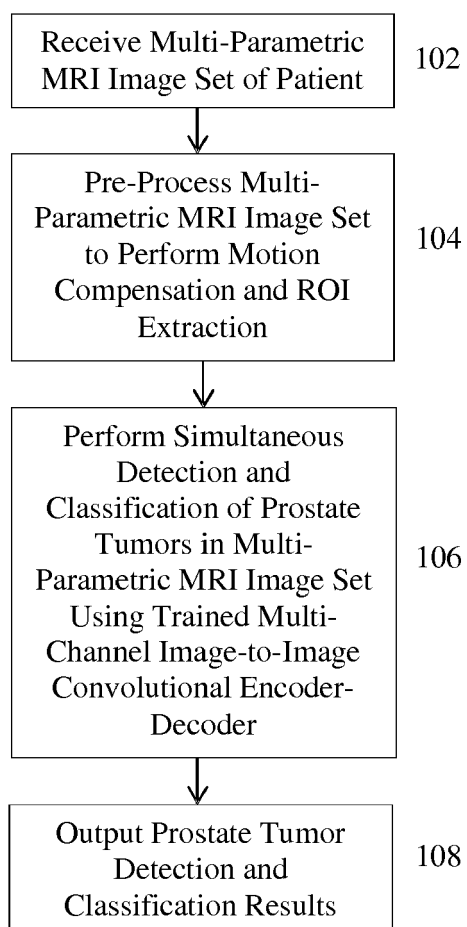 Receive Multi-Parametric
MRI Image Set of Patient
102
Pre-Process Multi-
Parametric MRI Image Set
to Perform Motion
Compensation and ROI
Extraction
104
Perform Simultaneous
Detection and
Classification of Prostate
Tumors in Multi-
Parametric MRI Image Set
Using Trained Multi-
Channel Image-to-Image
Convolutional Encoder-
Decoder
106
Output Prostate Tumor
Detection and
Classification Results
108